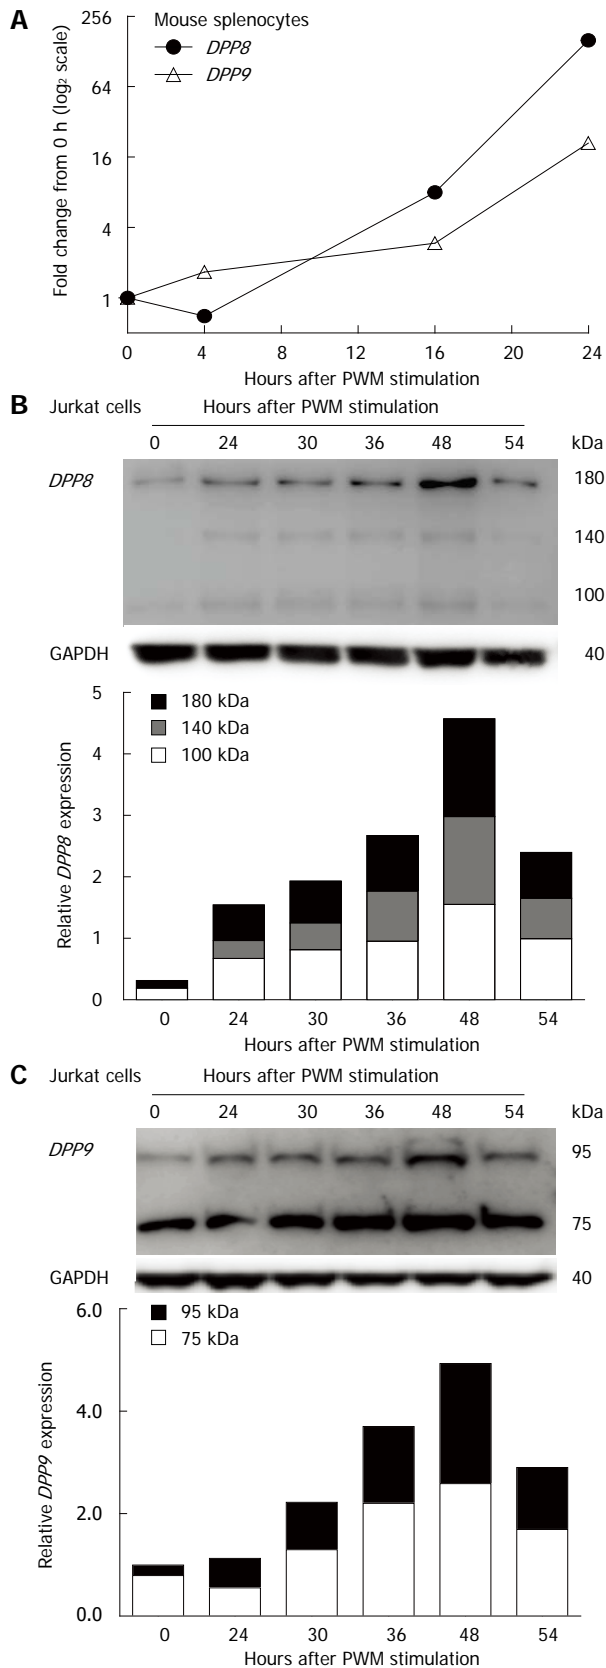 A
Mouse splenocytes
DPP8
DPP9
Fold change from 0 h (log₂ scale)
256
64
16
4
1
0 4 8 12 16 20 24
Hours after PWM stimulation
B Jurkat cells Hours after PWM stimulation
0 24 30 36 48 54 kDa
DPP8 180
140
100
GAPDH 40
Relative DPP8 expression
5
4
3
2
1
0
180 kDa
140 kDa
100 kDa
0 24 30 36 48 54
Hours after PWM stimulation
C Jurkat cells Hours after PWM stimulation
0 24 30 36 48 54 kDa
DPP9 95
75
GAPDH 40
Relative DPP9 expression
6.0
4.0
2.0
0.0
95 kDa
75 kDa
0 24 30 36 48 54
Hours after PWM stimulation